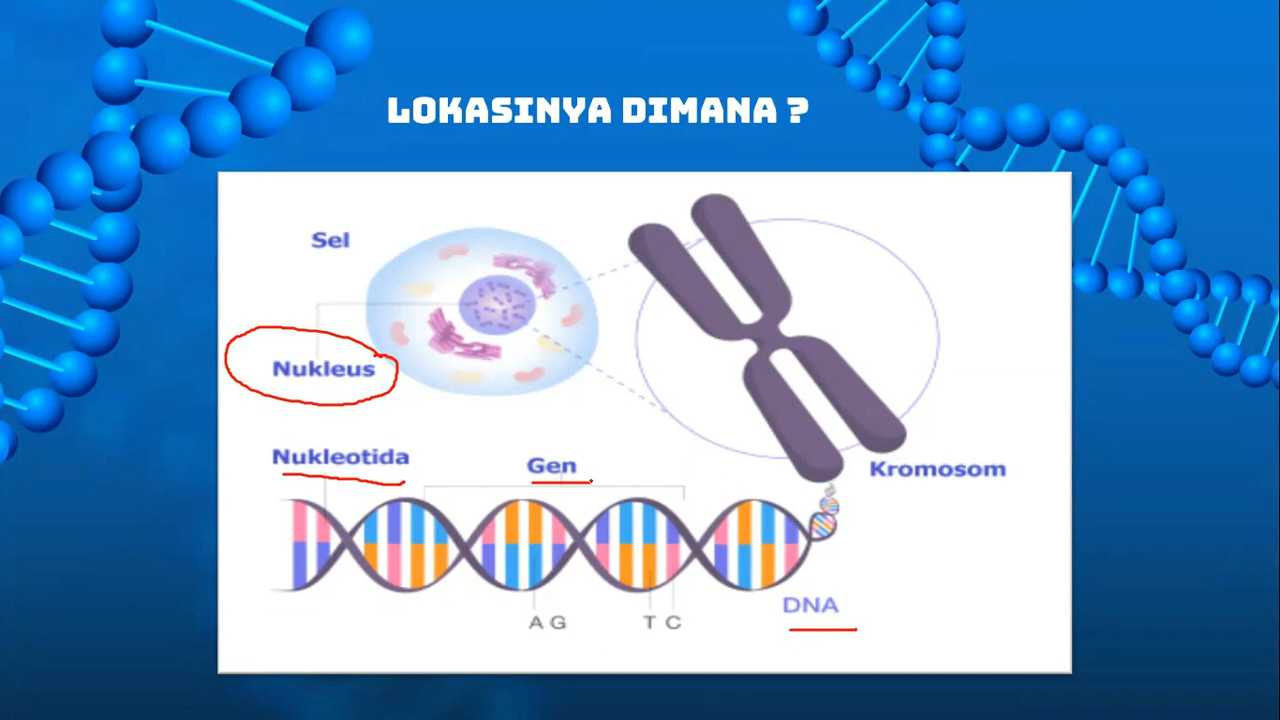 LOKASINYA DIMANA ?
Sel
Nukleus
Nukleotida
Gen
Kromosom
A G
T C
DNA